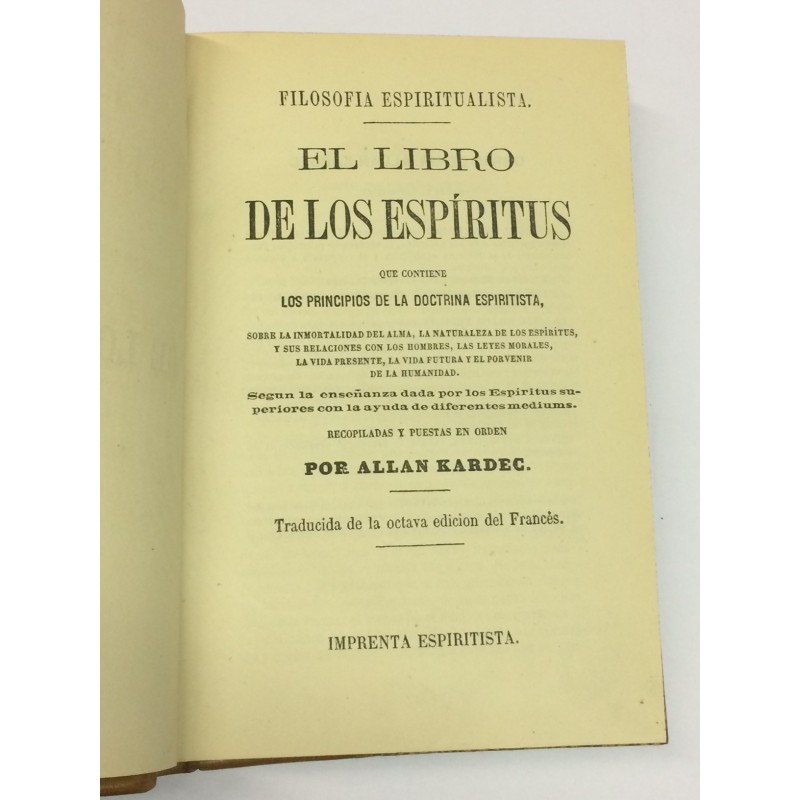 FILOSOFIA ESPIRITUALISTA.
EL LIBRO
DE LOS ESPÍRITUS
QUE CONTIENE
LOS PRINCIPIOS DE LA DOCTRINA ESPIRITISTA,
SOBRE LA INMORTALIDAD DEL ALMA, LA NATURALEZA DE LOS ESPÍRITUS,
Y SUS RELACIONES CON LOS HOMBRES, LAS LEYES MORALES,
LA VIDA PRESENTE, LA VIDA FUTURA Y EL PORVENIR
DE LA HUMANIDAD.
Segun la enseñanza dada por los Espíritus su-
periores con la ayuda de diferentes mediums.
RECOPILADAS Y PUESTAS EN ORDEN
POR ALLAN KARDEC.
Traducida de la octava edicion del Francès.
IMPRENTA ESPIRITISTA.